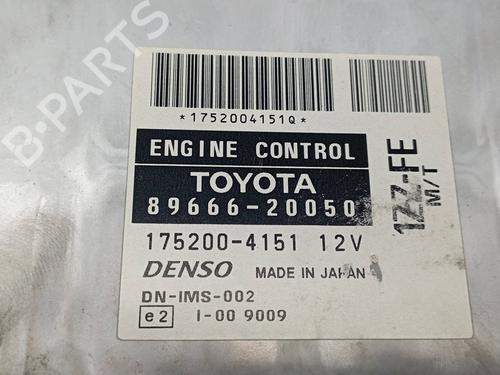 B-PARTS
*1752004151Q*
ENGINE CONTROL
TOYOTA
89666-20050
175200-4151 12V
DENSO MADE IN JAPAN
DN-IMS-002
e2 I-00 9009
1ZZ-FE
M/T